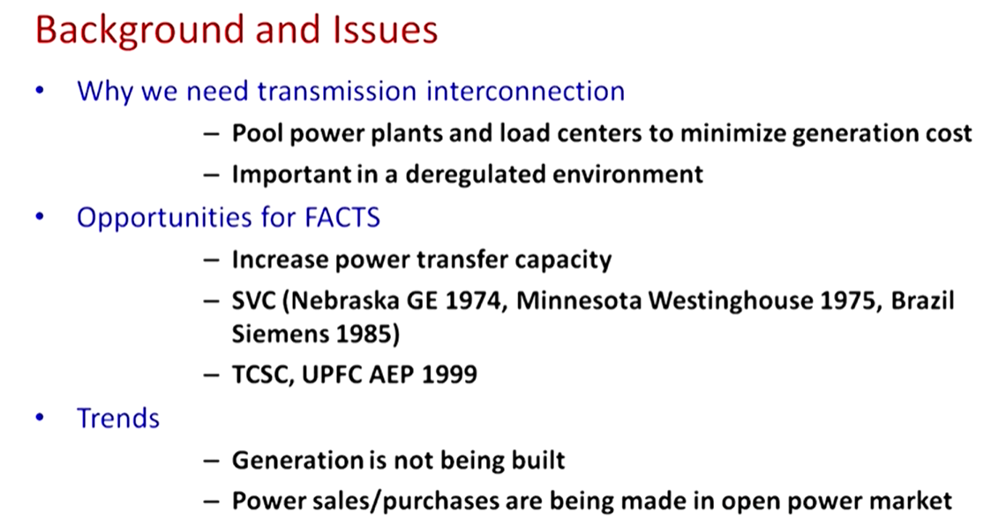 Background and Issues
• Why we need transmission interconnection
– Pool power plants and load centers to minimize generation cost
– Important in a deregulated environment
• Opportunities for FACTS
– Increase power transfer capacity
– SVC (Nebraska GE 1974, Minnesota Westinghouse 1975, Brazil
Siemens 1985)
– TCSC, UPFC AEP 1999
• Trends
– Generation is not being built
– Power sales/purchases are being made in open power market